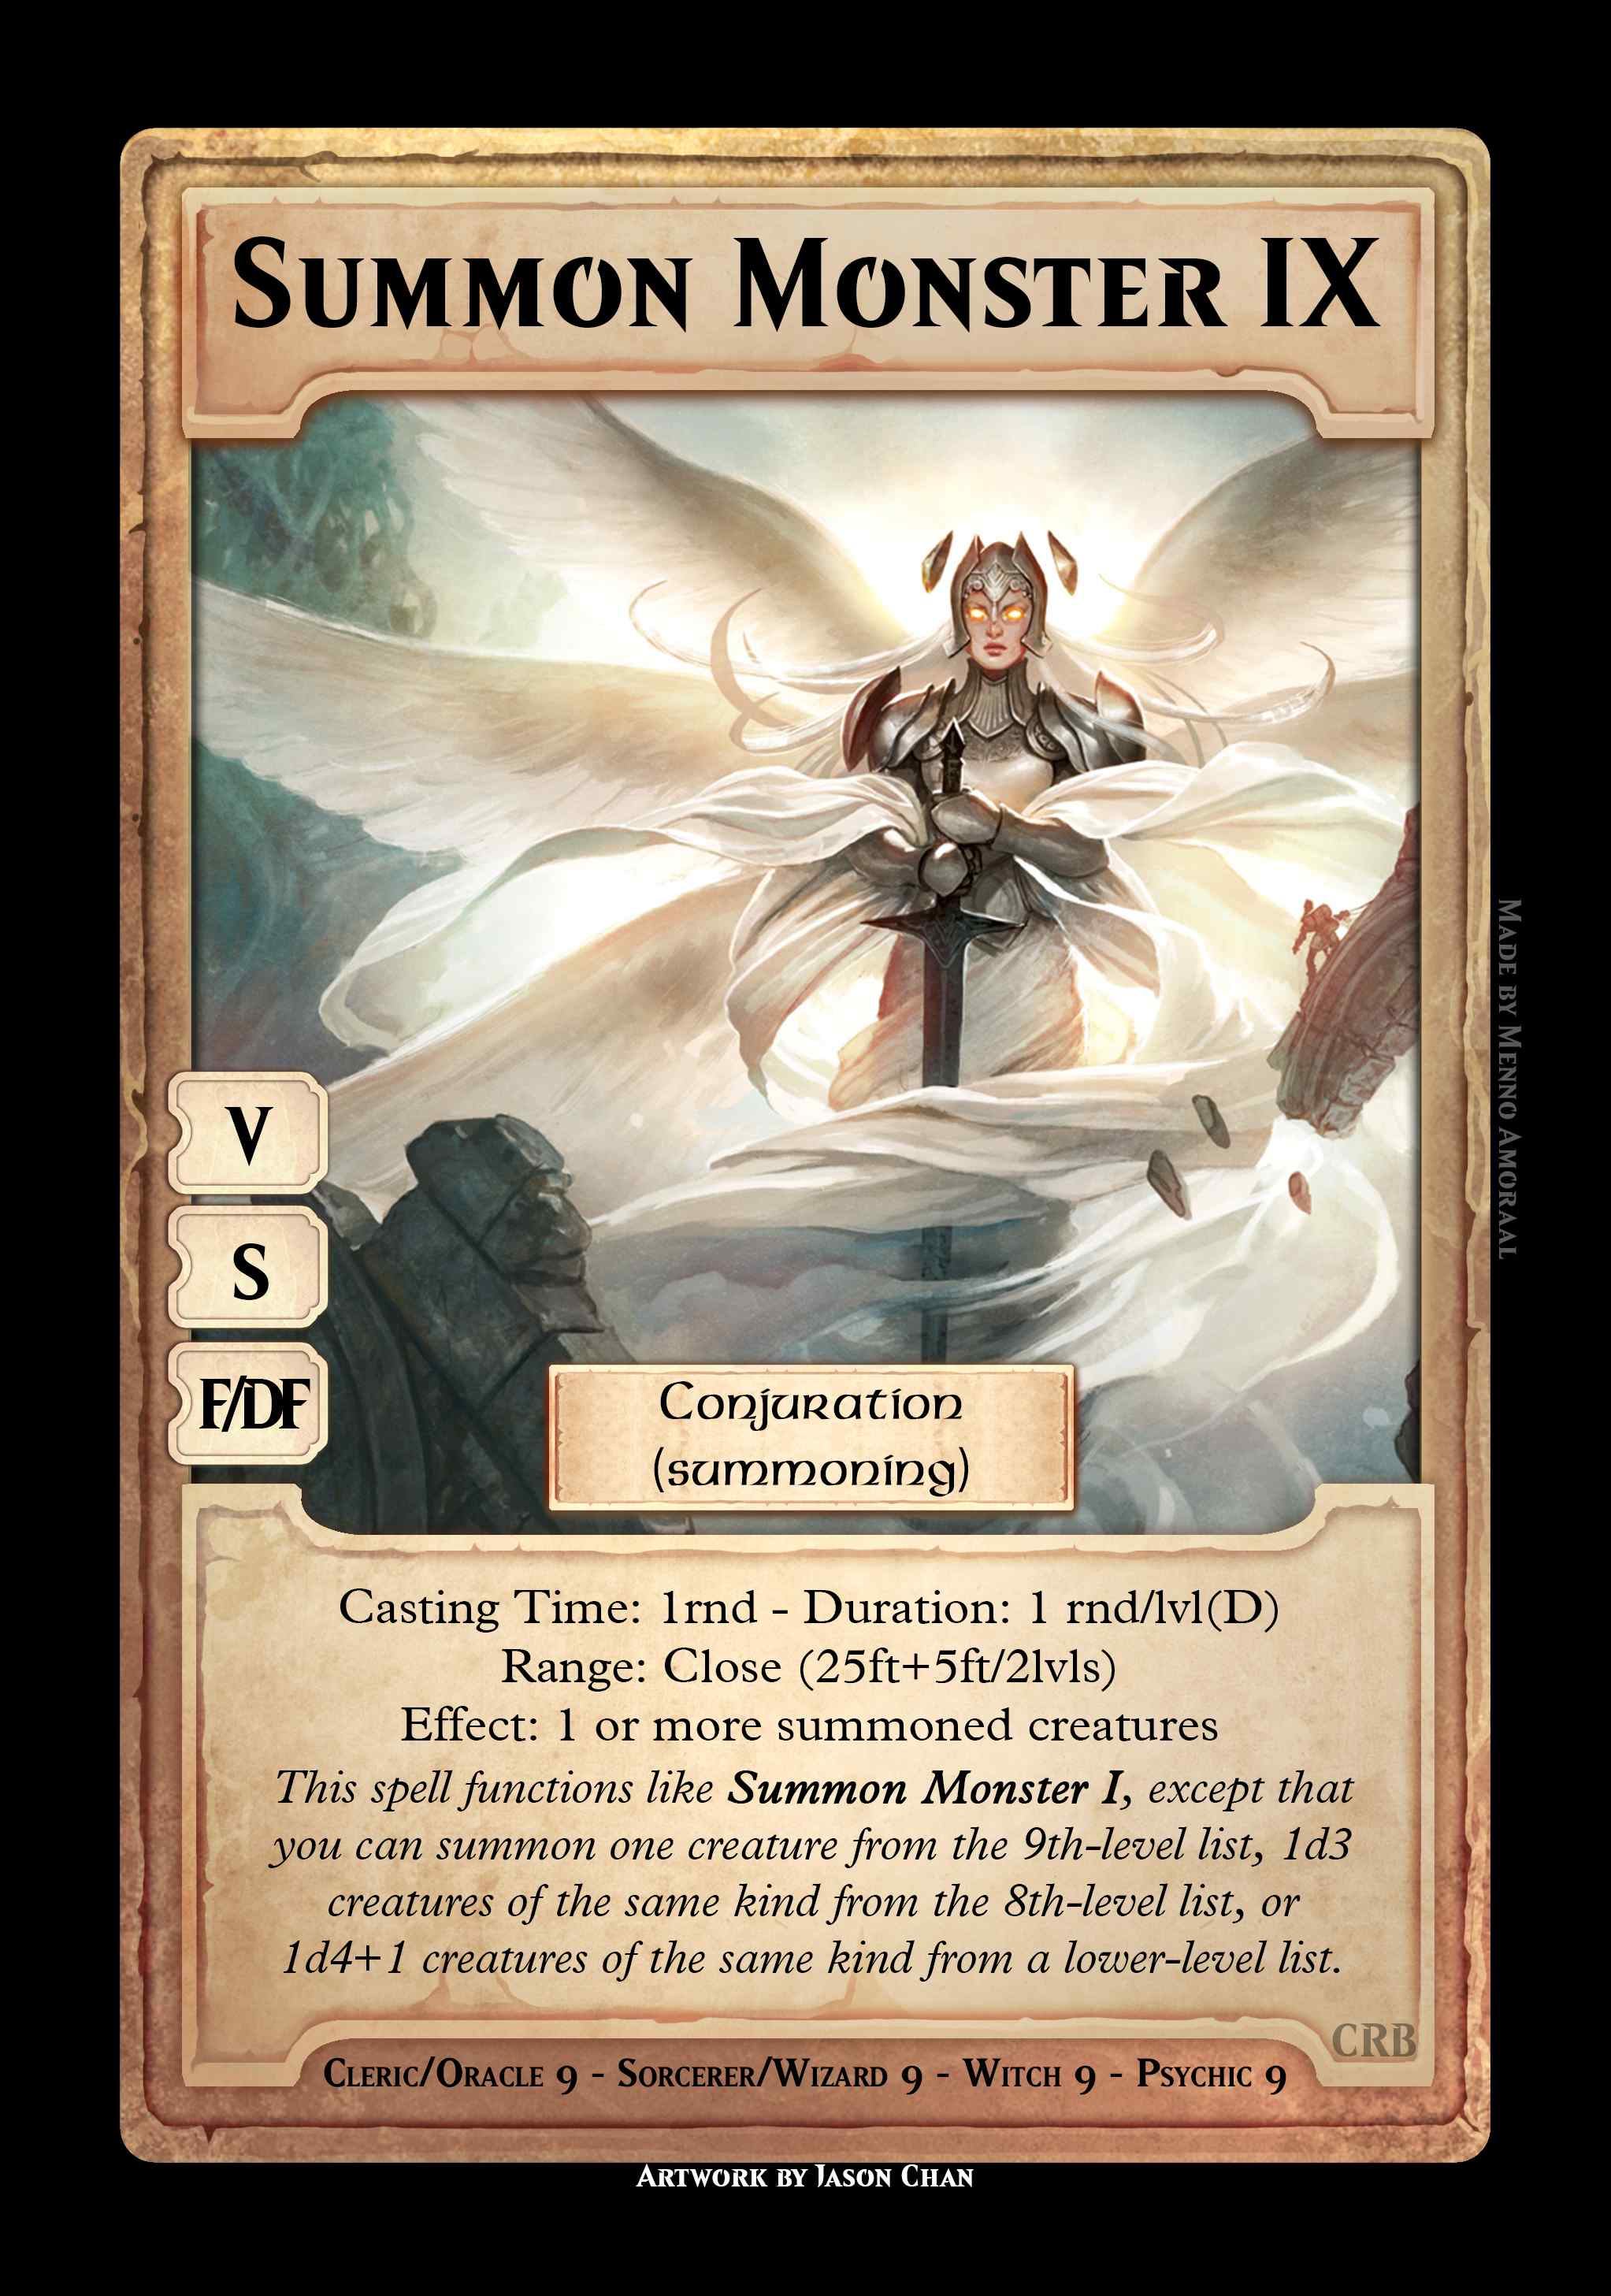 Summon Monster IX
V
S
F/DF
Conjuration
(summoning)
Casting Time: 1rnd - Duration: 1 rnd/lvl(D)
Range: Close (25ft+5ft/2lvls)
Effect: 1 or more summoned creatures
This spell functions like Summon Monster I, except that
you can summon one creature from the 9th-level list, 1d3
creatures of the same kind from the 8th-level list, or
1d4+1 creatures of the same kind from a lower-level list.
CRB
Cleric/Oracle 9 - Sorcerer/Wizard 9 - Witch 9 - Psychic 9
Artwork by Jason Chan
Made by Menno Amoraal